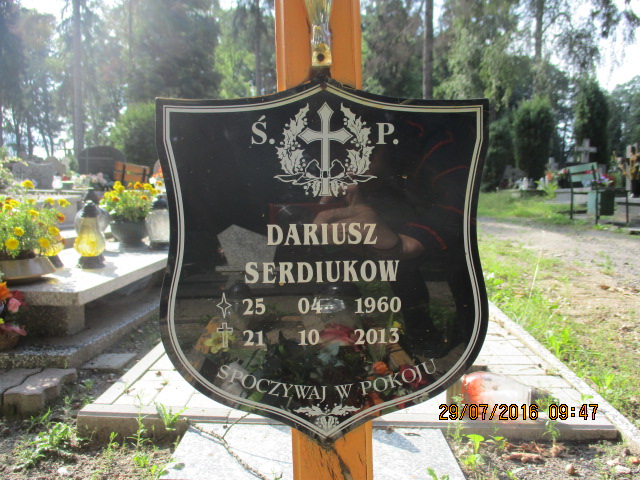 Ś. P.
DARIUSZ
SERDIUKOW
25 04 1960
21 10 2013
SPOCZYWAJ W POKOJU
29/07/2016 09:47